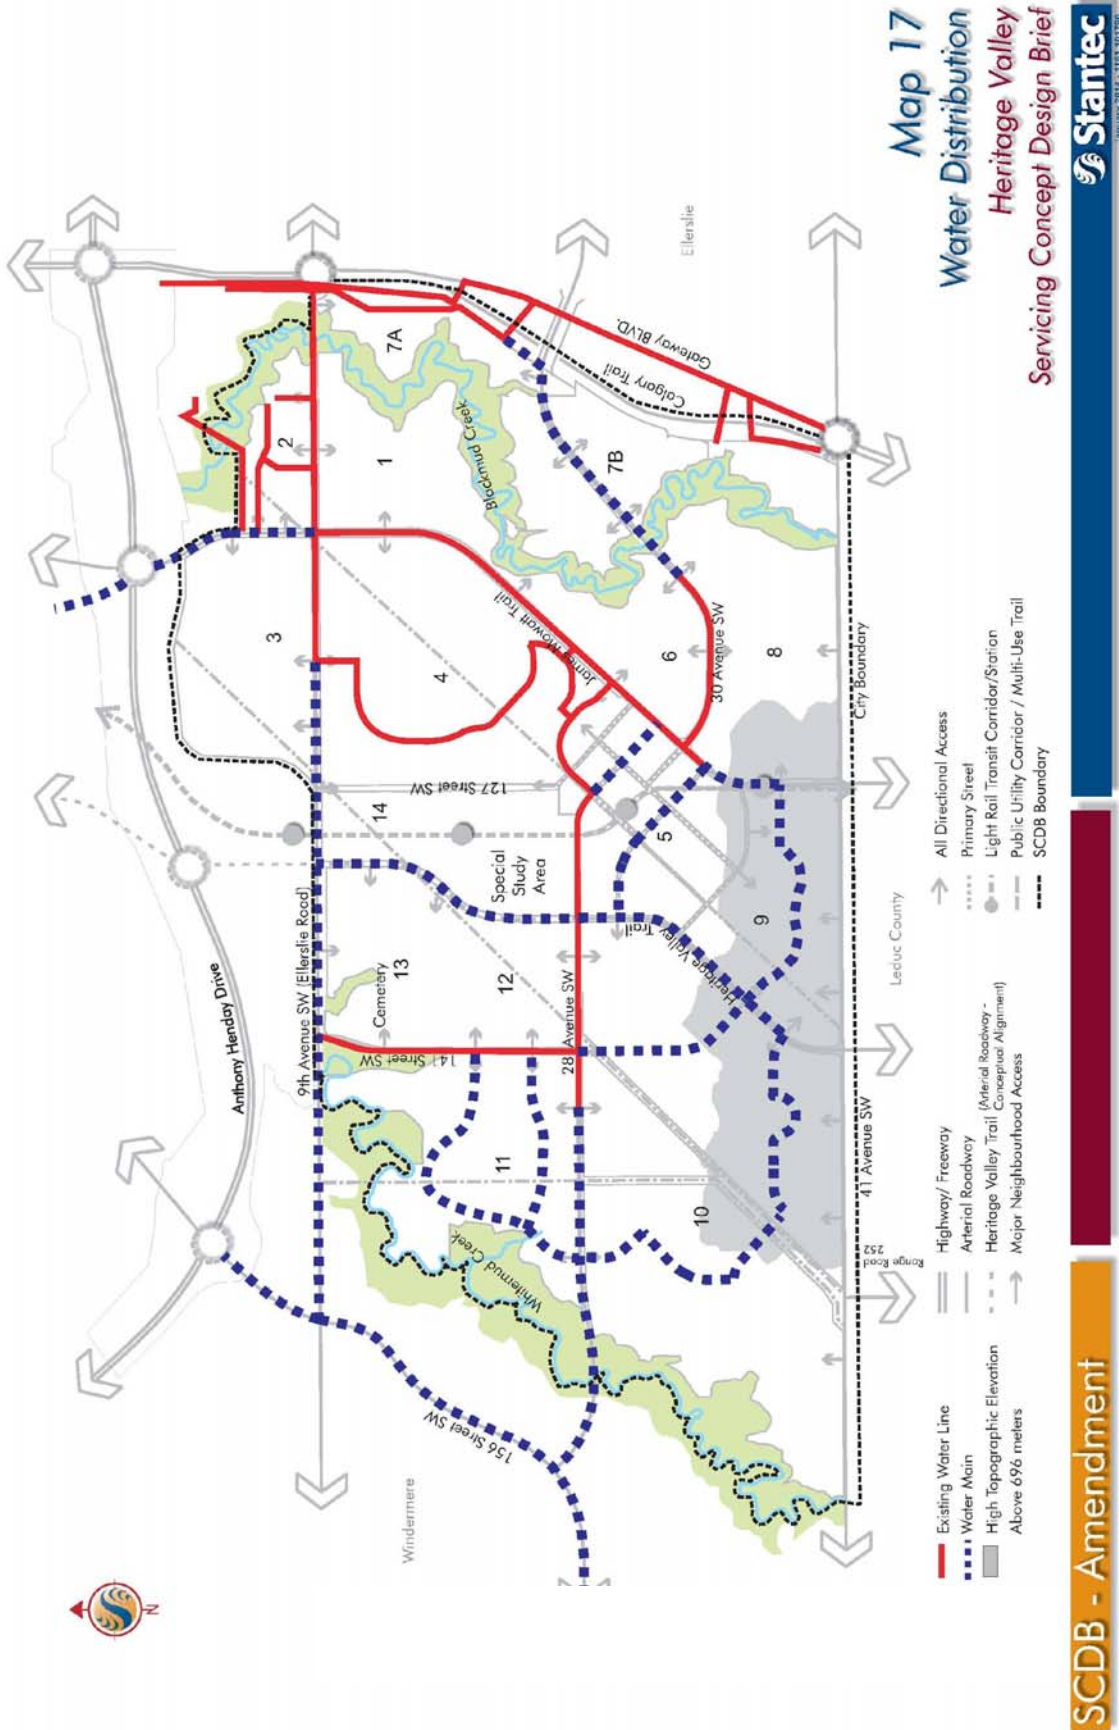 Map 17
Water Distribution
Heritage Valley
Servicing Concept Design Brief
Stantec
SCDB - Amendment
N
Anthony Henday Drive
9th Avenue SW (Ellerslie Road)
Windermere
156 Street SW
Whitemud Creek
141 Street SW
Cemetery
13
12
11
10
28 Avenue SW
14
127 Street SW
Special
Study
Area
Heritage Valley
Trail
3
2
1
4
5
6
8
9
James Mowatt Trail
30 Avenue SW
Blackmud Creek
7A
7B
Calgary Trail
Gateway BLVD.
Ellerslie
City Boundary
41 Avenue SW
Range Road
252
Leduc County
Existing Water Line
Water Main
High Topographic Elevation
Above 696 meters
Highway/ Freeway
Arterial Roadway
Heritage Valley Trail (Arterial Roadway -
Conceptual Alignment)
Major Neighbourhood Access
All Directional Access
Primary Street
Light Rail Transit Corridor/Station
Public Utility Corridor / Multi-Use Trail
SCDB Boundary